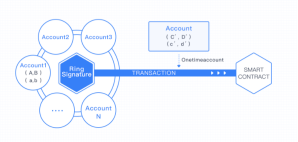 Account2
Account3
Account1
( A,B )
( a,b )
Ring
Signature
....
Account
N
Account
( C', D' )
( c', d' )
Onetimeaccount
TRANSACTION
SMART
CONTRACT